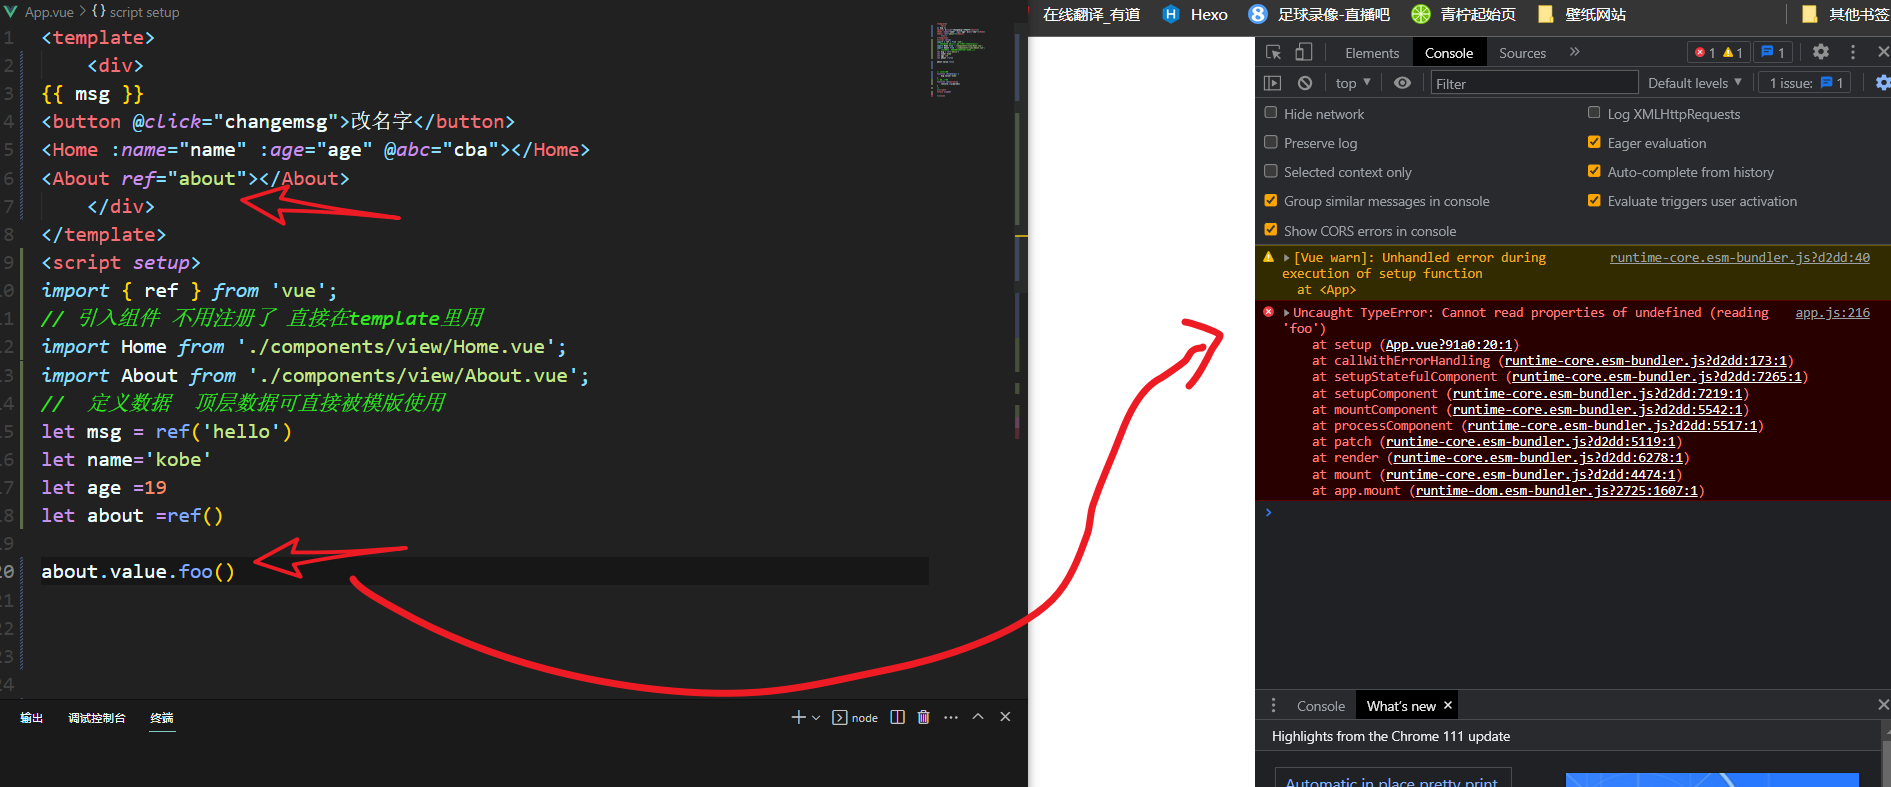 App.vue > {} script setup
1 <template>
2 <div>
3 {{ msg }}
4 <button @click="changemsg">改名字</button>
5 <Home :name="name" :age="age" @abc="cba"></Home>
6 <About ref="about"></About>
7 </div>
8 </template>
9 <script setup>
10 import { ref } from 'vue';
11 // 引入组件 不用注册了 直接在template里用
12 import Home from './components/view/Home.vue';
13 import About from './components/view/About.vue';
14 // 定义数据 顶层数据可直接被模版使用
15 let msg = ref('hello')
16 let name='kobe'
17 let age =19
18 let about =ref()
19
20 about.value.foo()
21
22
23
24
输出 调试控制台 终端
node
在线翻译_有道 Hexo 足球录像-直播吧 青柠起始页 壁纸网站 其他书签
Elements Console Sources » 1 1 1
top Filter Default levels 1 issue: 1
Hide network Log XMLHttpRequests
Preserve log Eager evaluation
Selected context only Auto-complete from history
Group similar messages in console Evaluate triggers user activation
Show CORS errors in console
[Vue warn]: Unhandled error during runtime-core.esm-bundler.js?d2dd:40
execution of setup function
at <App>
Uncaught TypeError: Cannot read properties of undefined (reading app.js:216
'foo')
at setup (App.vue?91a0:20:1)
at callWithErrorHandling (runtime-core.esm-bundler.js?d2dd:173:1)
at setupStatefulComponent (runtime-core.esm-bundler.js?d2dd:7265:1)
at setupComponent (runtime-core.esm-bundler.js?d2dd:7219:1)
at mountComponent (runtime-core.esm-bundler.js?d2dd:5542:1)
at processComponent (runtime-core.esm-bundler.js?d2dd:5517:1)
at patch (runtime-core.esm-bundler.js?d2dd:5119:1)
at render (runtime-core.esm-bundler.js?d2dd:6278:1)
at mount (runtime-core.esm-bundler.js?d2dd:4474:1)
at app.mount (runtime-dom.esm-bundler.js?2725:1607:1)
Console What's new
Highlights from the Chrome 111 update
Automatic in place pretty print